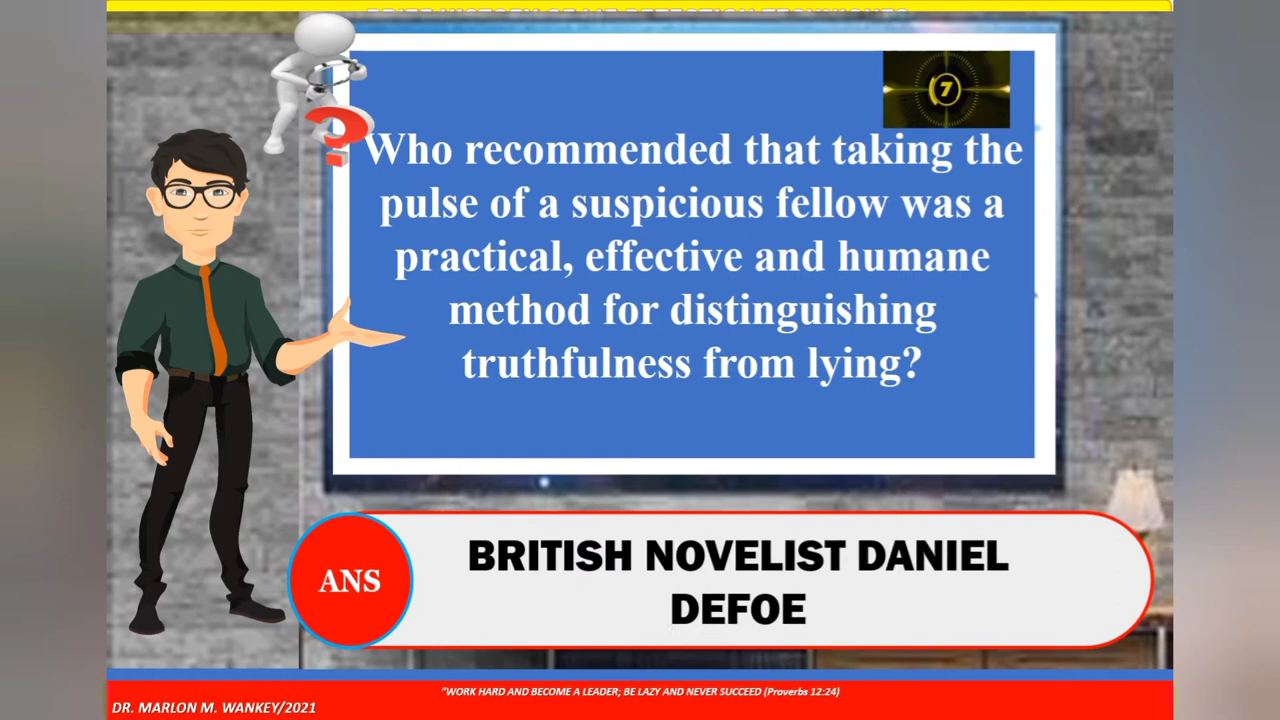 7
Who recommended that taking the
pulse of a suspicious fellow was a
practical, effective and humane
method for distinguishing
truthfulness from lying?
ANS
BRITISH NOVELIST DANIEL
DEFOE
"WORK HARD AND BECOME A LEADER; BE LAZY AND NEVER SUCCEED (Proverbs 12:24)
DR. MARLON M. WANKEY/2021